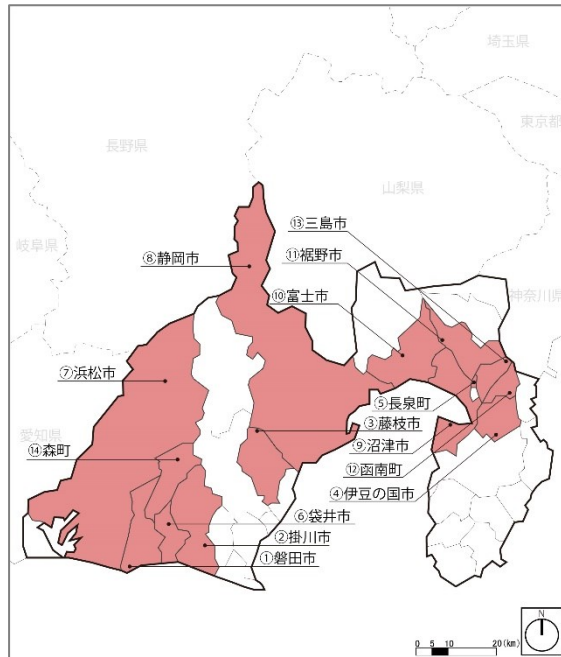 埼玉県
東京都
長野県
山梨県
⑬三島市
岐阜県
⑧静岡市
⑪裾野市
⑩富士市
神奈川県
⑦浜松市
⑤長泉町
③藤枝市
愛知県
⑨沼津市
⑭森町
⑫函南町
④伊豆の国市
⑥袋井市
②掛川市
①磐田市
N
0 5 10 20(km)